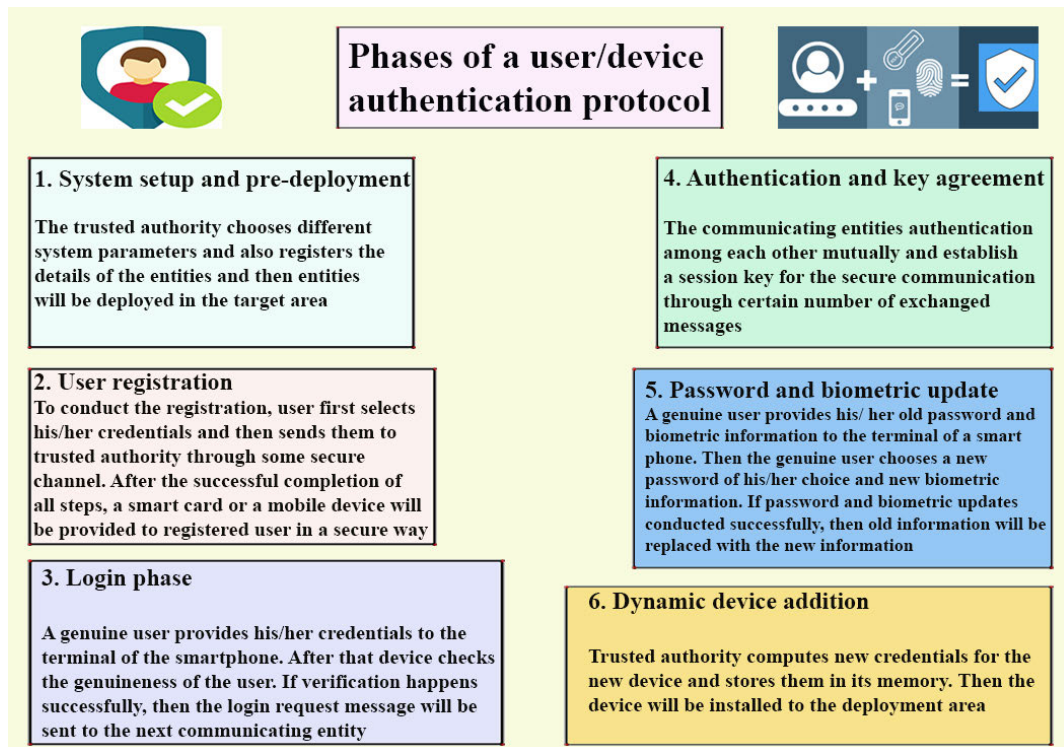 Phases of a user/device
authentication protocol
1. System setup and pre-deployment
The trusted authority chooses different
system parameters and also registers the
details of the entities and then entities
will be deployed in the target area
2. User registration
To conduct the registration, user first selects
his/her credentials and then sends them to
trusted authority through some secure
channel. After the successful completion of
all steps, a smart card or a mobile device will
be provided to registered user in a secure way
3. Login phase
A genuine user provides his/her credentials to the
terminal of the smartphone. After that device checks
the genuineness of the user. If verification happens
successfully, then the login request message will be
sent to the next communicating entity
4. Authentication and key agreement
The communicating entities authentication
among each other mutually and establish
a session key for the secure communication
through certain number of exchanged
messages
5. Password and biometric update
A genuine user provides his/ her old password and
biometric information to the terminal of a smart
phone. Then the genuine user chooses a new
password of his/her choice and new biometric
information. If password and biometric updates
conducted successfully, then old information will be
replaced with the new information
6. Dynamic device addition
Trusted authority computes new credentials for the
new device and stores them in its memory. Then the
device will be installed to the deployment area